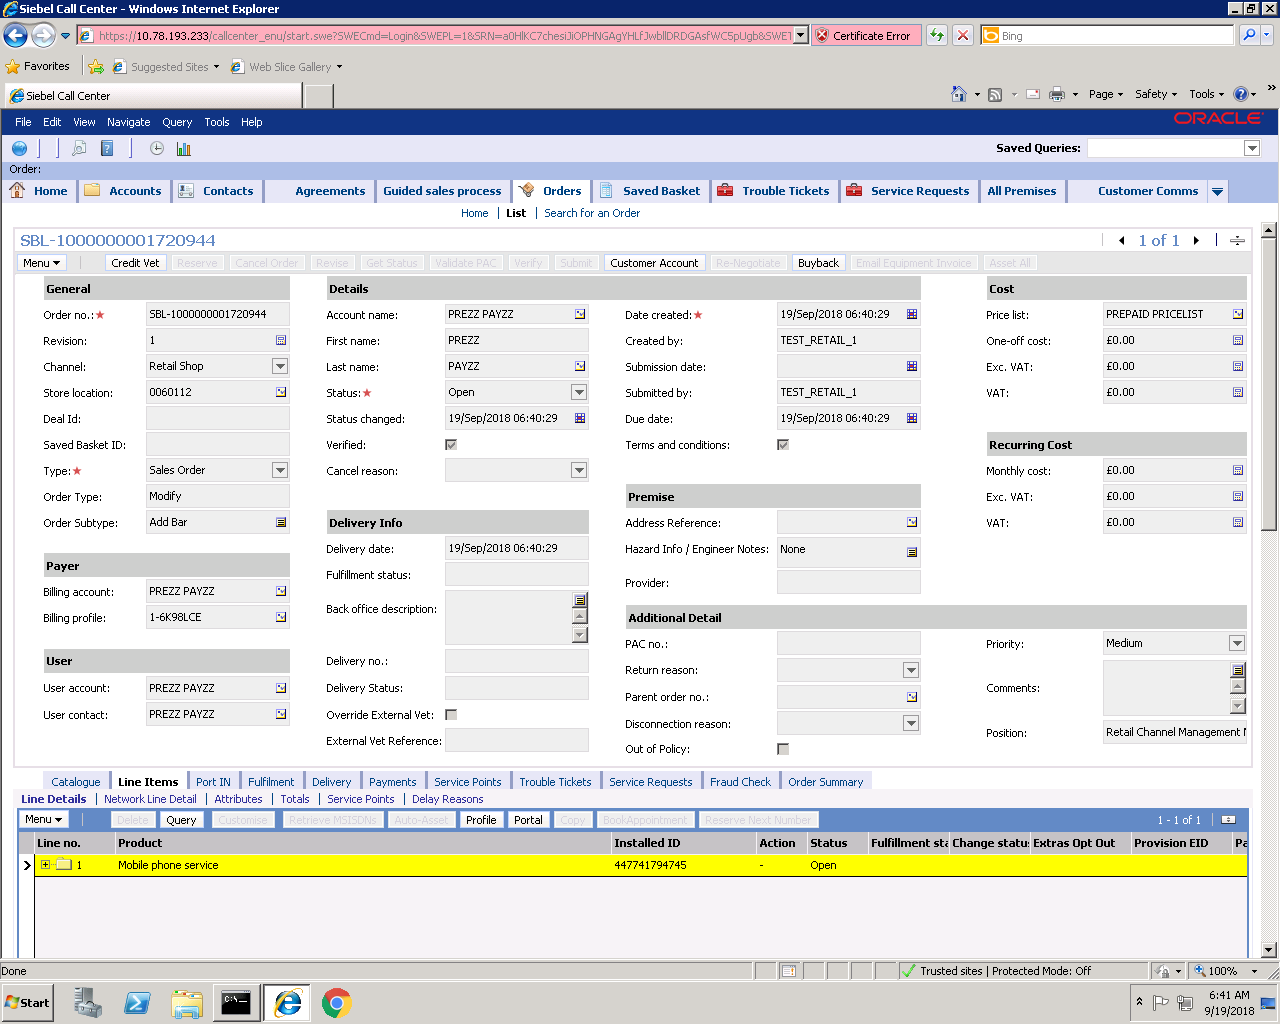 Siebel Call Center - Windows Internet Explorer
https://10.78.193.233/callcenter_enu/start.swe?SWECmd=Login&SWEPL=1&SRN=
Certificate Error
Bing
Favorites
Suggested Sites
Web Slice Gallery
Siebel Call Center
Page
Safety
Tools
File Edit View Navigate Query Tools Help
ORACLE
Saved Queries:
Order:
Home
Accounts
Contacts
Agreements
Guided sales process
Orders
Saved Basket
Trouble Tickets
Service Requests
All Premises
Customer Comms
Home | List | Search for an Order
SBL-1000000001720944
1 of 1
Menu
Credit Vet
Reserve
Cancel Order
Revise
Get Status
Validate PAC
Verify
Submit
Customer Account
Re-Negotiate
Buyback
Email Equipment Invoice
Asset All
General
Order no.:★ SBL-1000000001720944
Revision: 1
Channel: Retail Shop
Store location: 0060112
Deal Id:
Saved Basket ID:
Type:★ Sales Order
Order Type: Modify
Order Subtype: Add Bar
Payer
Billing account: PREZZ PAYZZ
Billing profile: 1-6K98LCE
User
User account: PREZZ PAYZZ
User contact: PREZZ PAYZZ
Details
Account name: PREZZ PAYZZ
First name: PREZZ
Last name: PAYZZ
Status:★ Open
Status changed: 19/Sep/2018 06:40:29
Verified:
Cancel reason:
Delivery Info
Delivery date: 19/Sep/2018 06:40:29
Fulfillment status:
Back office description:
Delivery no.:
Delivery Status:
Override External Vet:
External Vet Reference:
Date created:★ 19/Sep/2018 06:40:29
Created by: TEST_RETAIL_1
Submission date:
Submitted by: TEST_RETAIL_1
Due date: 19/Sep/2018 06:40:29
Terms and conditions:
Premise
Address Reference:
Hazard Info / Engineer Notes: None
Provider:
Additional Detail
PAC no.:
Return reason:
Parent order no.:
Disconnection reason:
Out of Policy:
Cost
Price list: PREPAID PRICELIST
One-off cost: £0.00
Exc. VAT: £0.00
VAT: £0.00
Recurring Cost
Monthly cost: £0.00
Exc. VAT: £0.00
VAT: £0.00
Priority: Medium
Comments:
Position: Retail Channel Management
Catalogue
Line Items
Port IN
Fulfilment
Delivery
Payments
Service Points
Trouble Tickets
Service Requests
Fraud Check
Order Summary
Line Details | Network Line Detail | Attributes | Totals | Service Points | Delay Reasons
Menu
Delete
Query
Customise
Retrieve MSISDNs
Auto-Asset
Profile
Portal
Copy
BookAppointment
Reserve Next Number
1 - 1 of 1
Line no. Product Installed ID Action Status Fulfillment sta Change status Extras Opt Out Provision EID Pa
1 Mobile phone service 447741794745 - Open
Done
Trusted sites | Protected Mode: Off
100%
Start
6:41 AM
9/19/2018